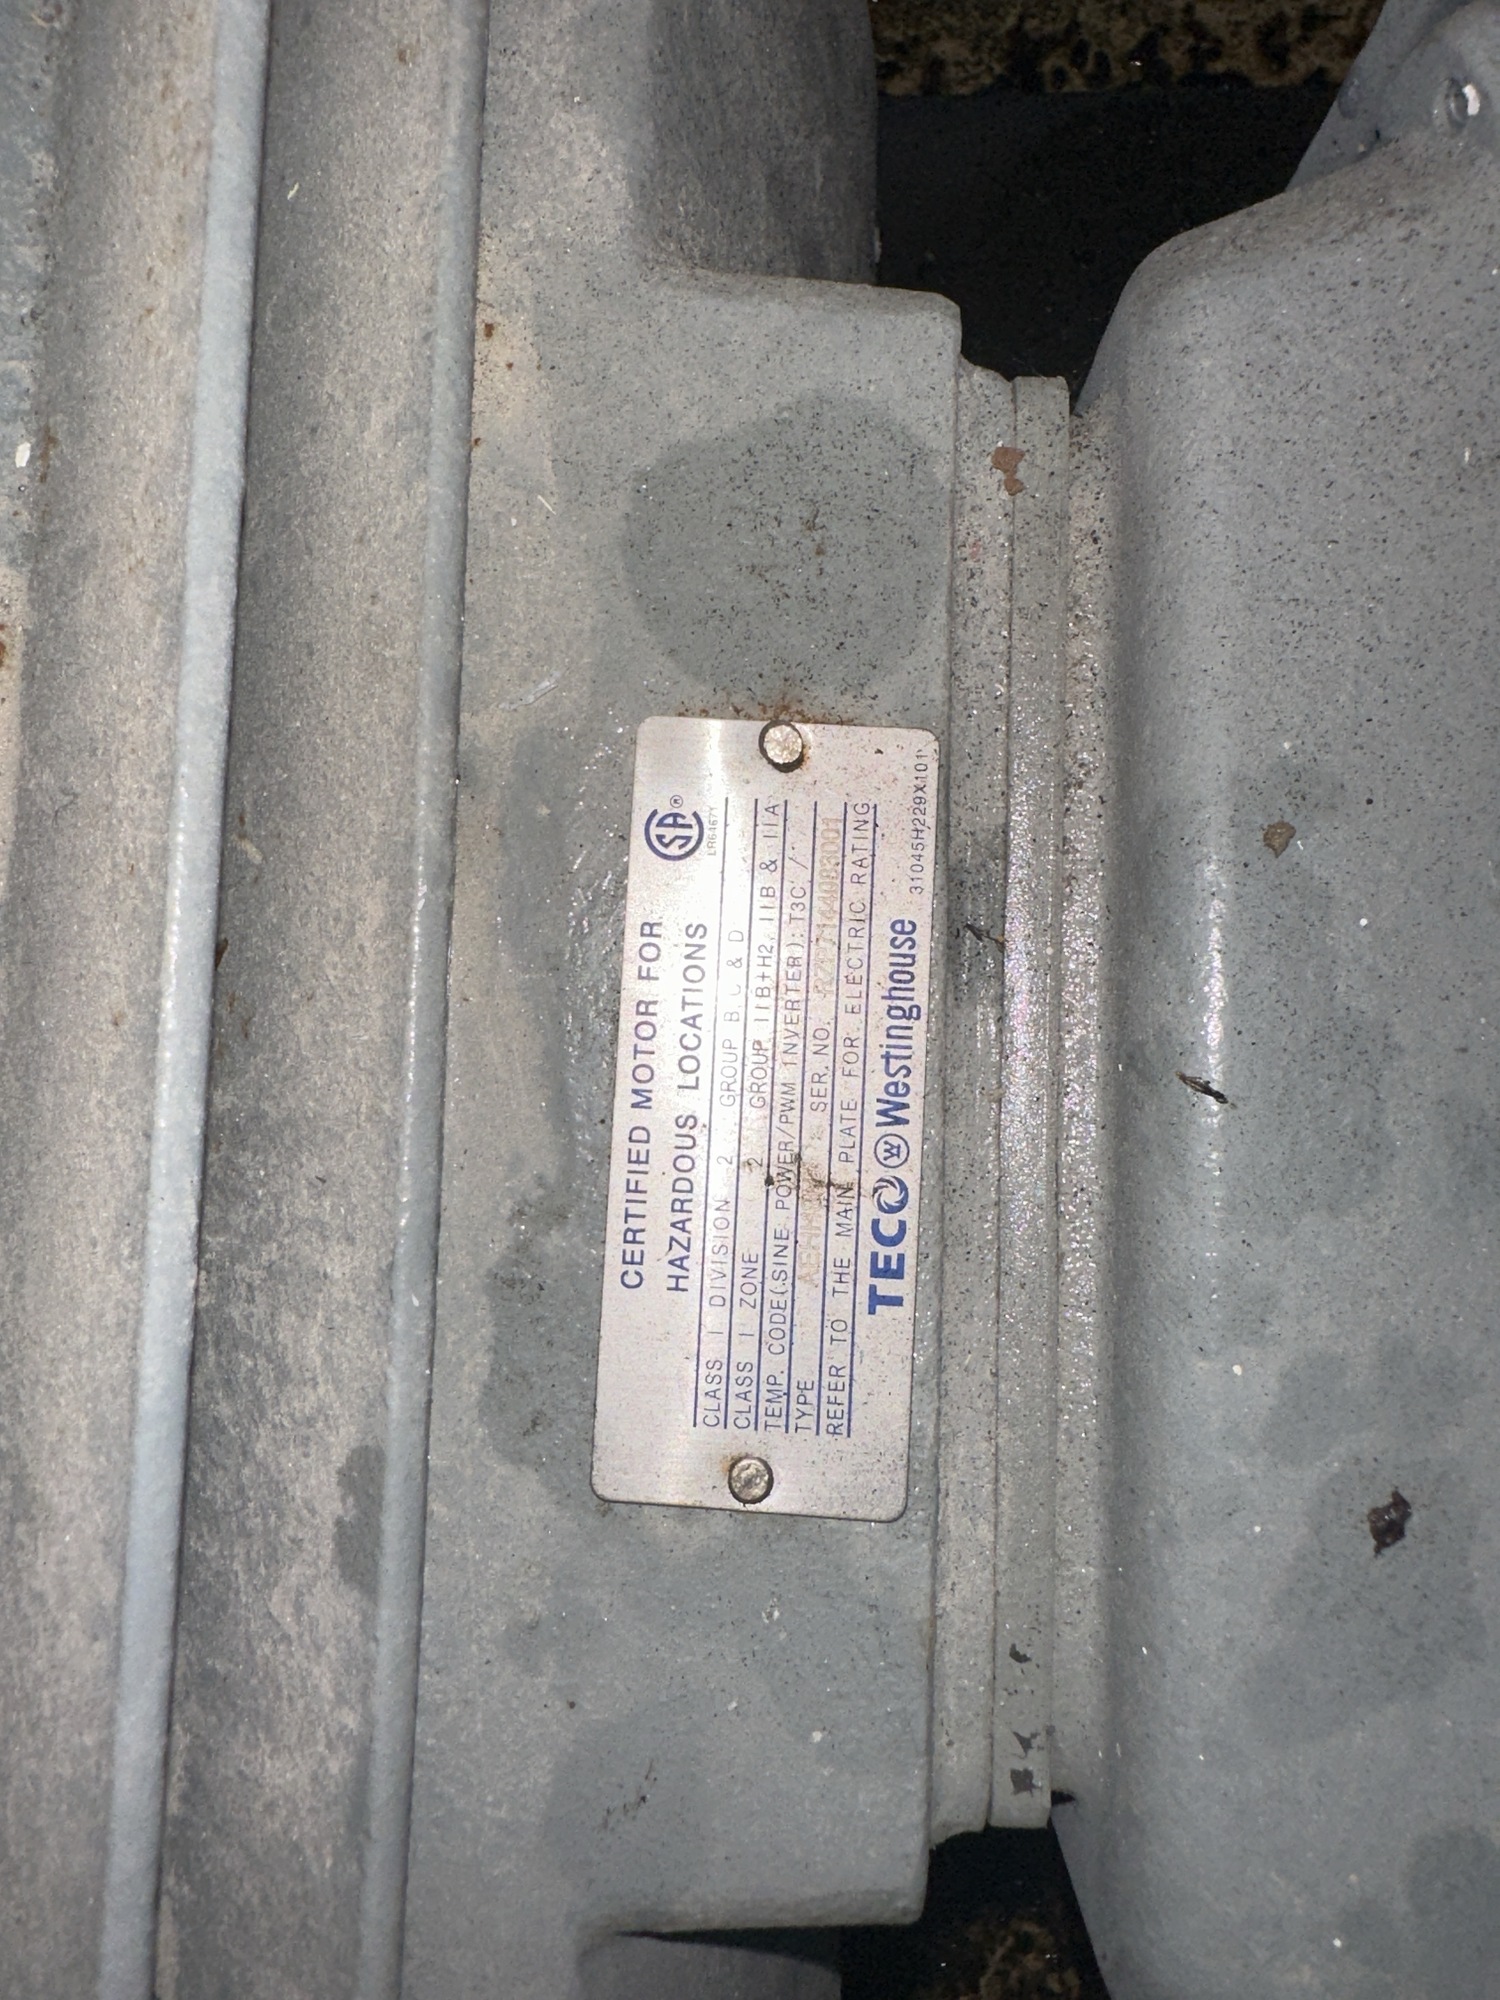 CERTIFIED MOTOR FOR
HAZARDOUS LOCATIONS
CSA®
LR64671
CLASS I DIVISION 2 GROUP B, C & D
CLASS I ZONE 2 GROUP IIB+H2, IIB & IIA
TEMP. CODE(SINE POWER/PWM INVERTER): T3C /
TYPE SER. NO.
REFER TO THE MAIN PLATE FOR ELECTRIC RATING
TECO W Westinghouse
31045H229X101